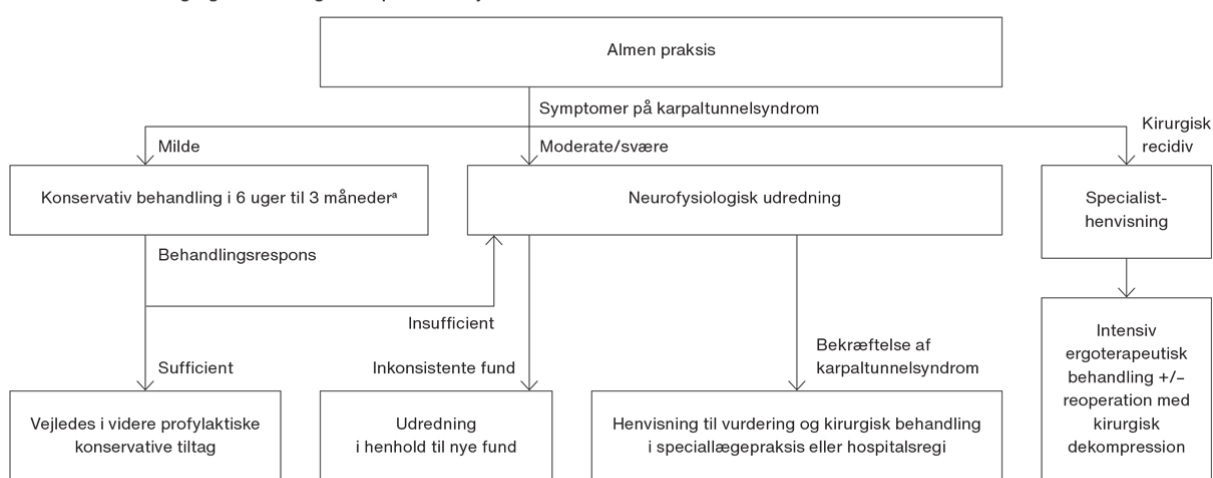 Almen praksis
Symptomer på karpaltunnelsyndrom
Milde
Moderate/svære
Kirurgisk
recidiv
Konservativ behandling i 6 uger til 3 månederᵃ
Neurofysiologisk udredning
Specialist-
henvisning
Behandlingsrespons
Insufficient
Sufficient
Inkonsistente fund
Bekræftelse af
karpaltunnelsyndrom
Vejledes i videre profylaktiske
konservative tiltag
Udredning
i henhold til nye fund
Henvisning til vurdering og kirurgisk behandling
i speciallægepraksis eller hospitalsregi
Intensiv
ergoterapeutisk
behandling +/–
reoperation med
kirurgisk
dekompression